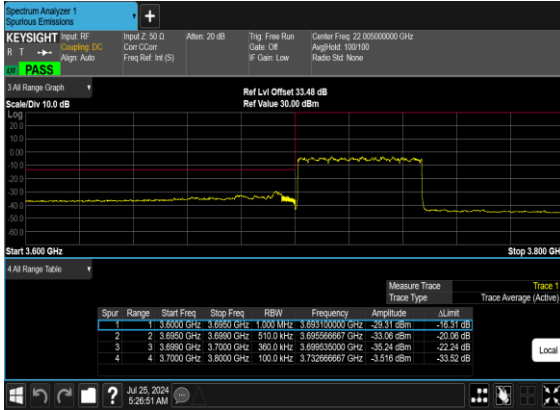 Spectrum Analyzer 1
Spurious Emissions
+
KEYSIGHT Input: RF Input Z: 50 Ω Atten: 20 dB Trig: Free Run Center Freq: 22.005000000 GHz
R T Coupling: DC Corr CCorr Gate: Off Avg|Hold: 100/100
Align: Auto Freq Ref: Int (S) IF Gain: Low Radio Std: None
PASS
3 All Range Graph Ref Lvl Offset 33.48 dB
Scale/Div 10.0 dB Ref Value 30.00 dBm
Log
20.0
10.0
0.00
-10.0
-20.0
-30.0
-40.0
-50.0
-60.0
Start 3.600 GHz Stop 3.800 GH
4 All Range Table
Measure Trace Trace 1
Trace Type Trace Average (Active)
Spur Range Start Freq Stop Freq RBW Frequency Amplitude ΔLimit
1 1 3.6000 GHz 3.6950 GHz 1.000 MHz 3.693100000 GHz -29.31 dBm -16.31 dB
2 2 3.6950 GHz 3.6990 GHz 510.0 kHz 3.695566667 GHz -33.06 dBm -20.06 dB
3 3 3.6990 GHz 3.7000 GHz 360.0 kHz 3.699535000 GHz -35.24 dBm -22.24 dB
4 4 3.7000 GHz 3.8000 GHz 100.0 kHz 3.732666667 GHz -3.516 dBm -33.52 dB
Local
?
Jul 25, 2024
5:26:51 AM